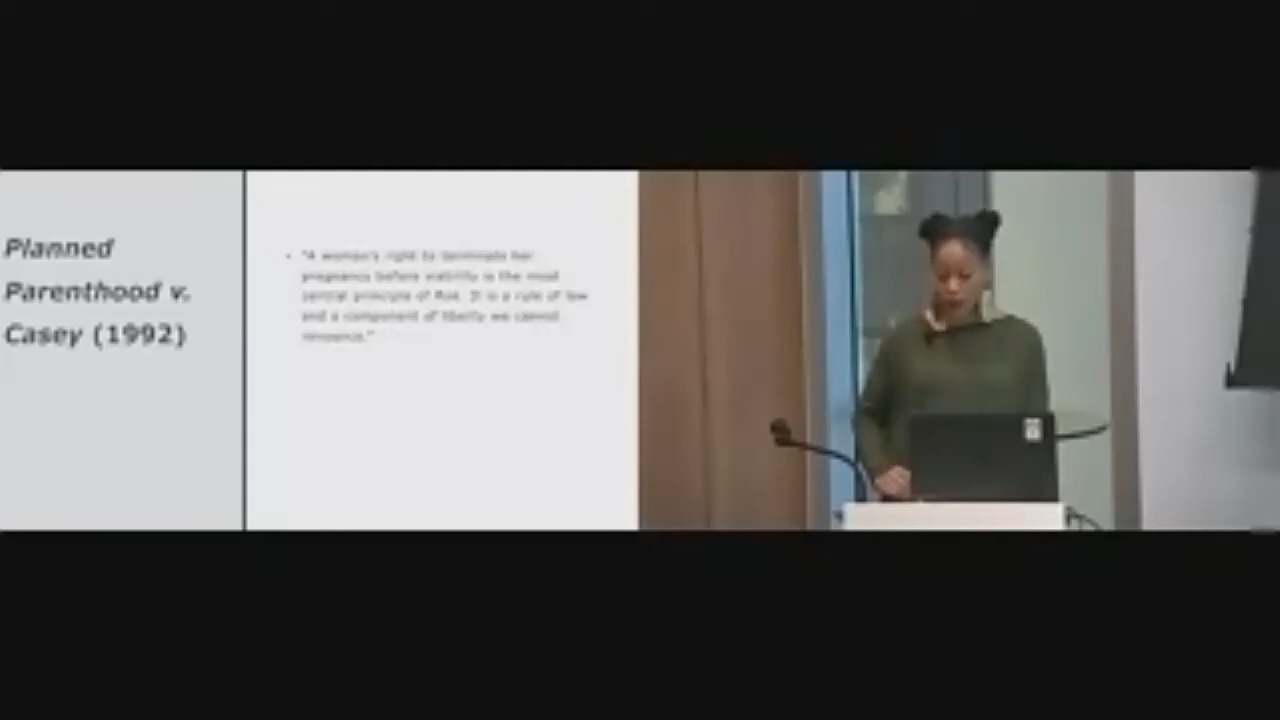 Planned
Parenthood v.
Casey (1992)
• "A woman's right to terminate her
pregnancy before viability is the most
central principle of Roe. It is a rule of law
and a component of liberty we cannot
renounce."